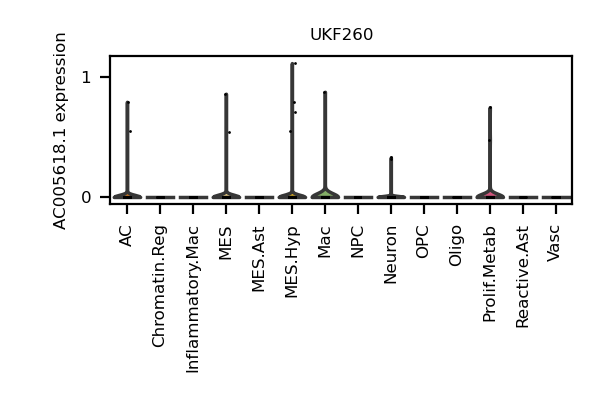 UKF260
AC005618.1 expression
1
0
AC
Chromatin.Reg
Inflammatory.Mac
MES
MES.Ast
MES.Hyp
Mac
NPC
Neuron
OPC
Oligo
Prolif.Metab
Reactive.Ast
Vasc